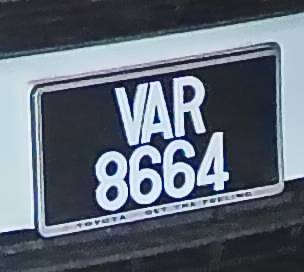 VAR
8664
TOYOTA GET THE FEELING